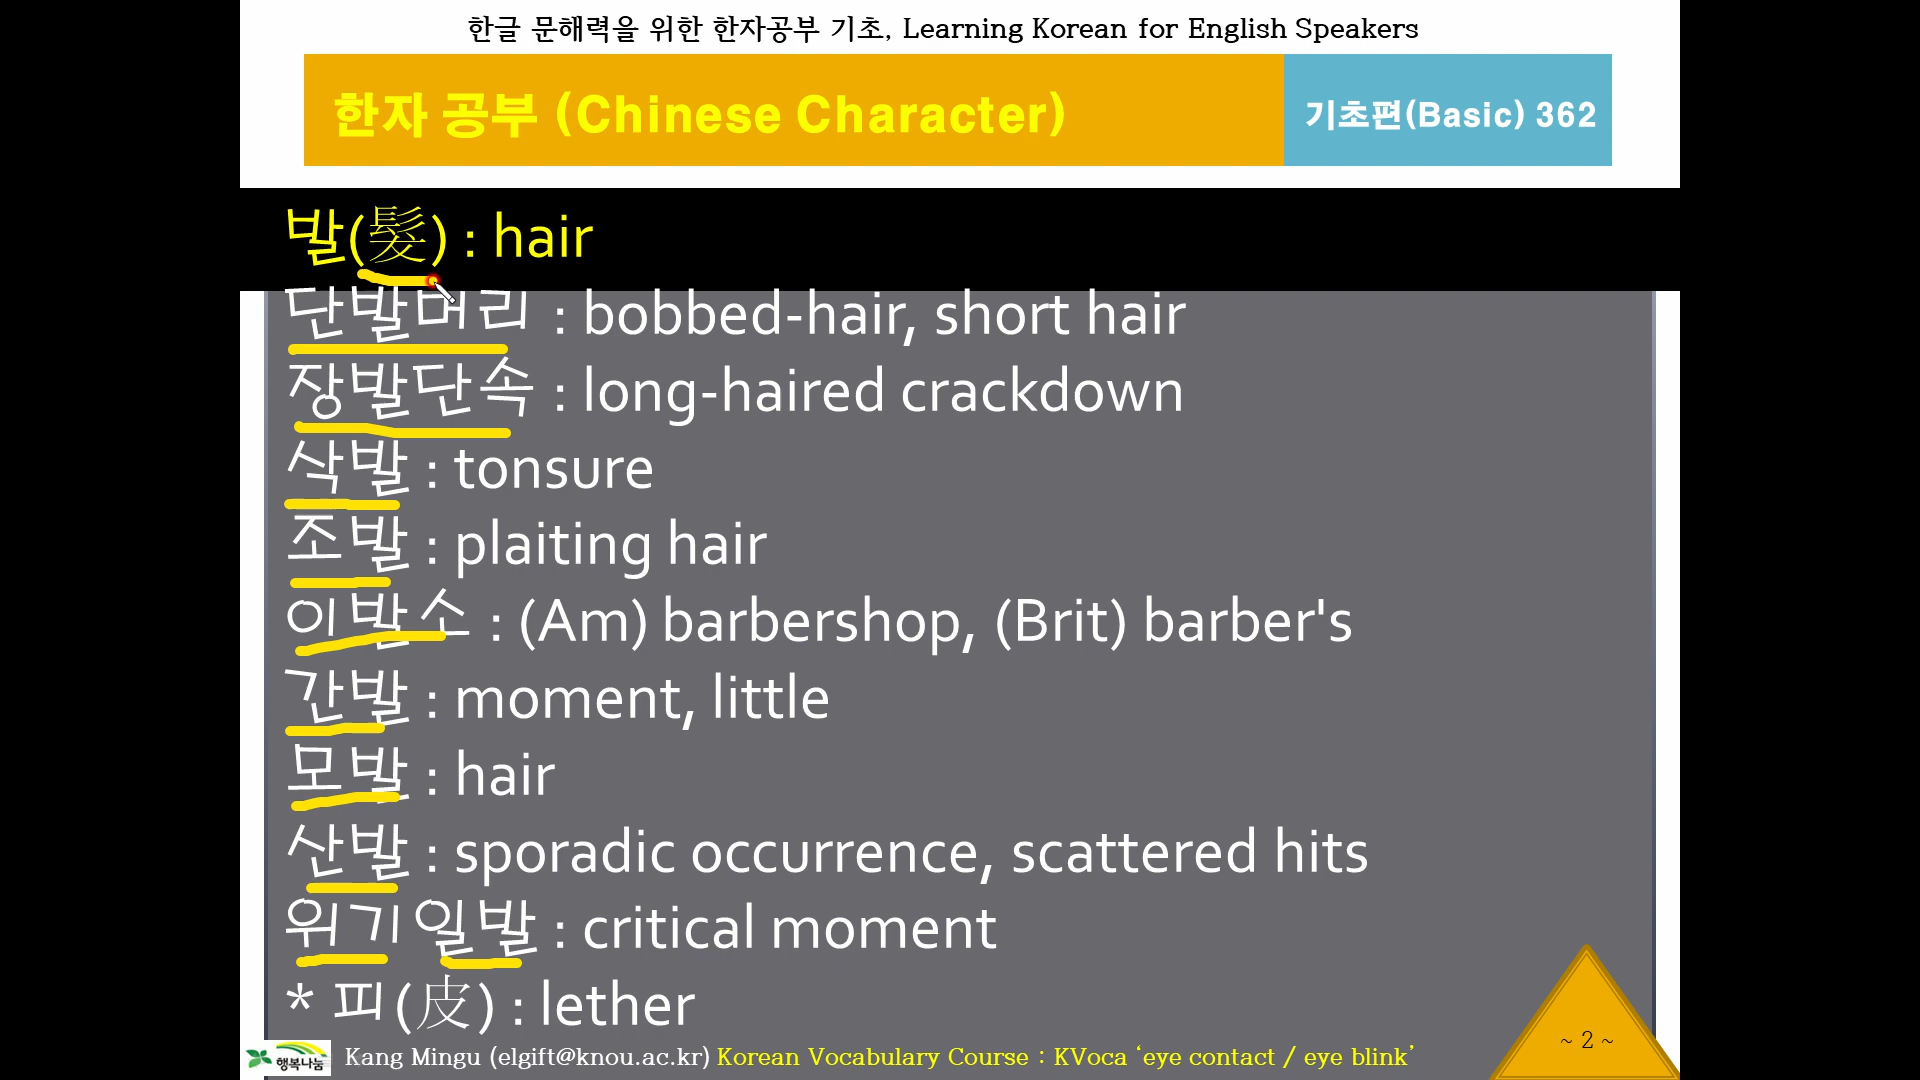 한글 문해력을 위한 한자공부 기초, Learning Korean for English Speakers
한자 공부 (Chinese Character)
기초편(Basic) 362
발(髮) : hair
단발머리 : bobbed-hair, short hair
장발단속 : long-haired crackdown
삭발 : tonsure
조발 : plaiting hair
이발소 : (Am) barbershop, (Brit) barber's
간발 : moment, little
모발 : hair
산발 : sporadic occurrence, scattered hits
위기일발 : critical moment
* 피(皮) : lether
~ 2 ~
행복나눔
Kang Mingu (elgift@knou.ac.kr) Korean Vocabulary Course : KVoca ‘eye contact / eye blink’